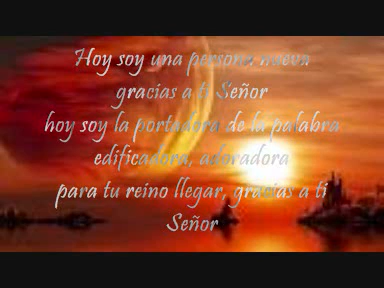 Hoy soy una persona nueva
gracias a ti Señor
hoy soy la portadora de la palabra
edificadora, adoradora
para tu reino llegar, gracias a ti
Señor